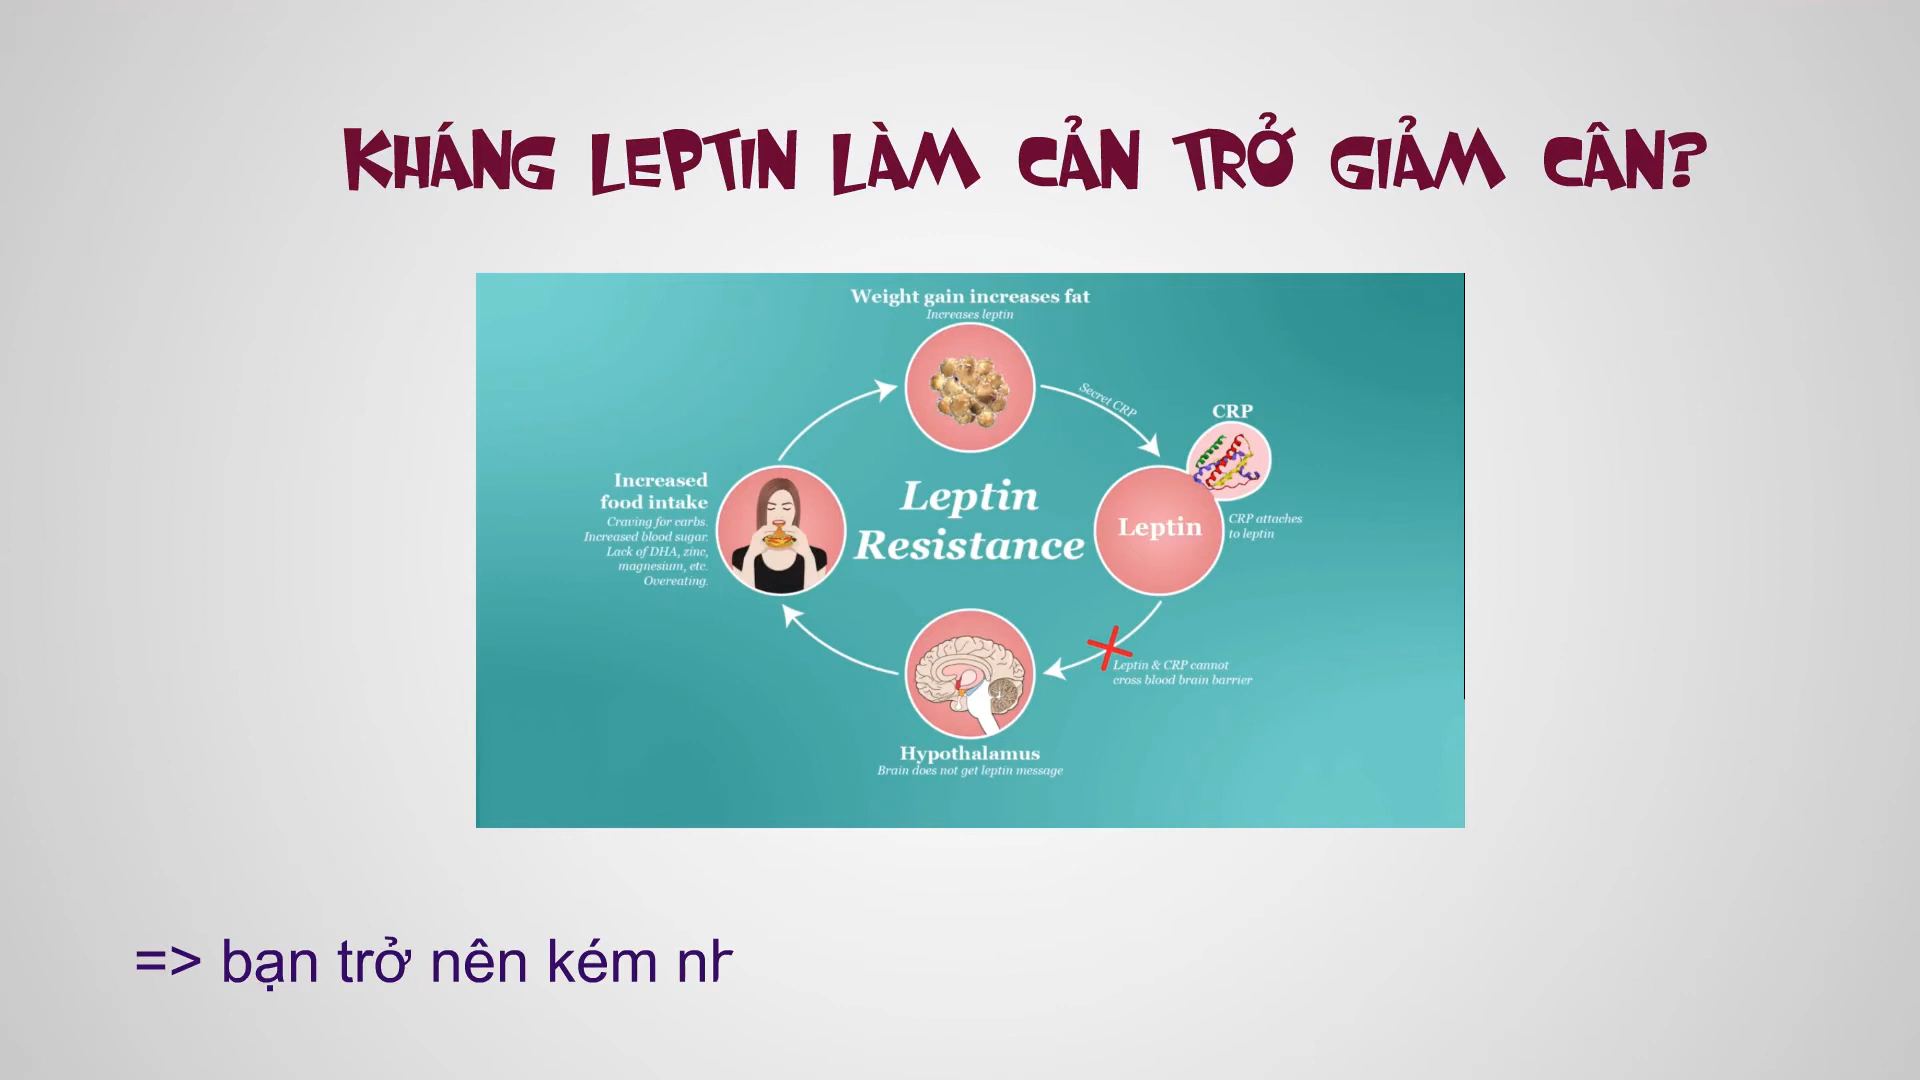 KHÁNG LEPTIN LÀM CẢN TRỞ GIẢM CÂN?
Weight gain increases fat
Increases leptin
Secret CRP
CRP
Leptin
CRP attaches
to leptin
Leptin & CRP cannot
cross blood brain barrier
Hypothalamus
Brain does not get leptin message
Increased
food intake
Craving for carbs.
Increased blood sugar.
Lack of DHA, zinc,
magnesium, etc.
Overeating.
Leptin
Resistance
=> bạn trở nên kém